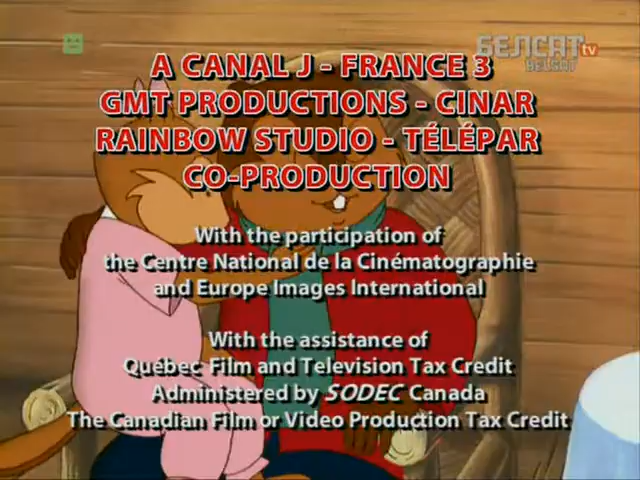 БЕЛСАТ tv
BELSAT
A CANAL J - FRANCE 3
GMT PRODUCTIONS - CINAR
RAINBOW STUDIO - TÉLÉPAR
CO-PRODUCTION
With the participation of
the Centre National de la Cinématographie
and Europe Images International
With the assistance of
Québec Film and Television Tax Credit
Administered by SODEC Canada
The Canadian Film or Video Production Tax Credit